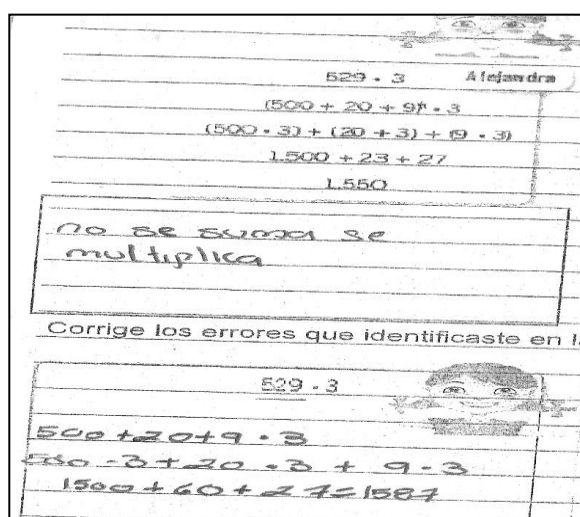 529 · 3 Alejandra
(500 + 20 + 9) · 3
(500 · 3) + (20 + 3) + (9 · 3)
1.500 + 23 + 27
1.550
no se suma se
multiplica
Corrige los errores que identificaste en l
529 · 3
500 + 20 + 9 · 3
500 · 3 + 20 · 3 + 9 · 3
1500 + 60 + 27 = 1587